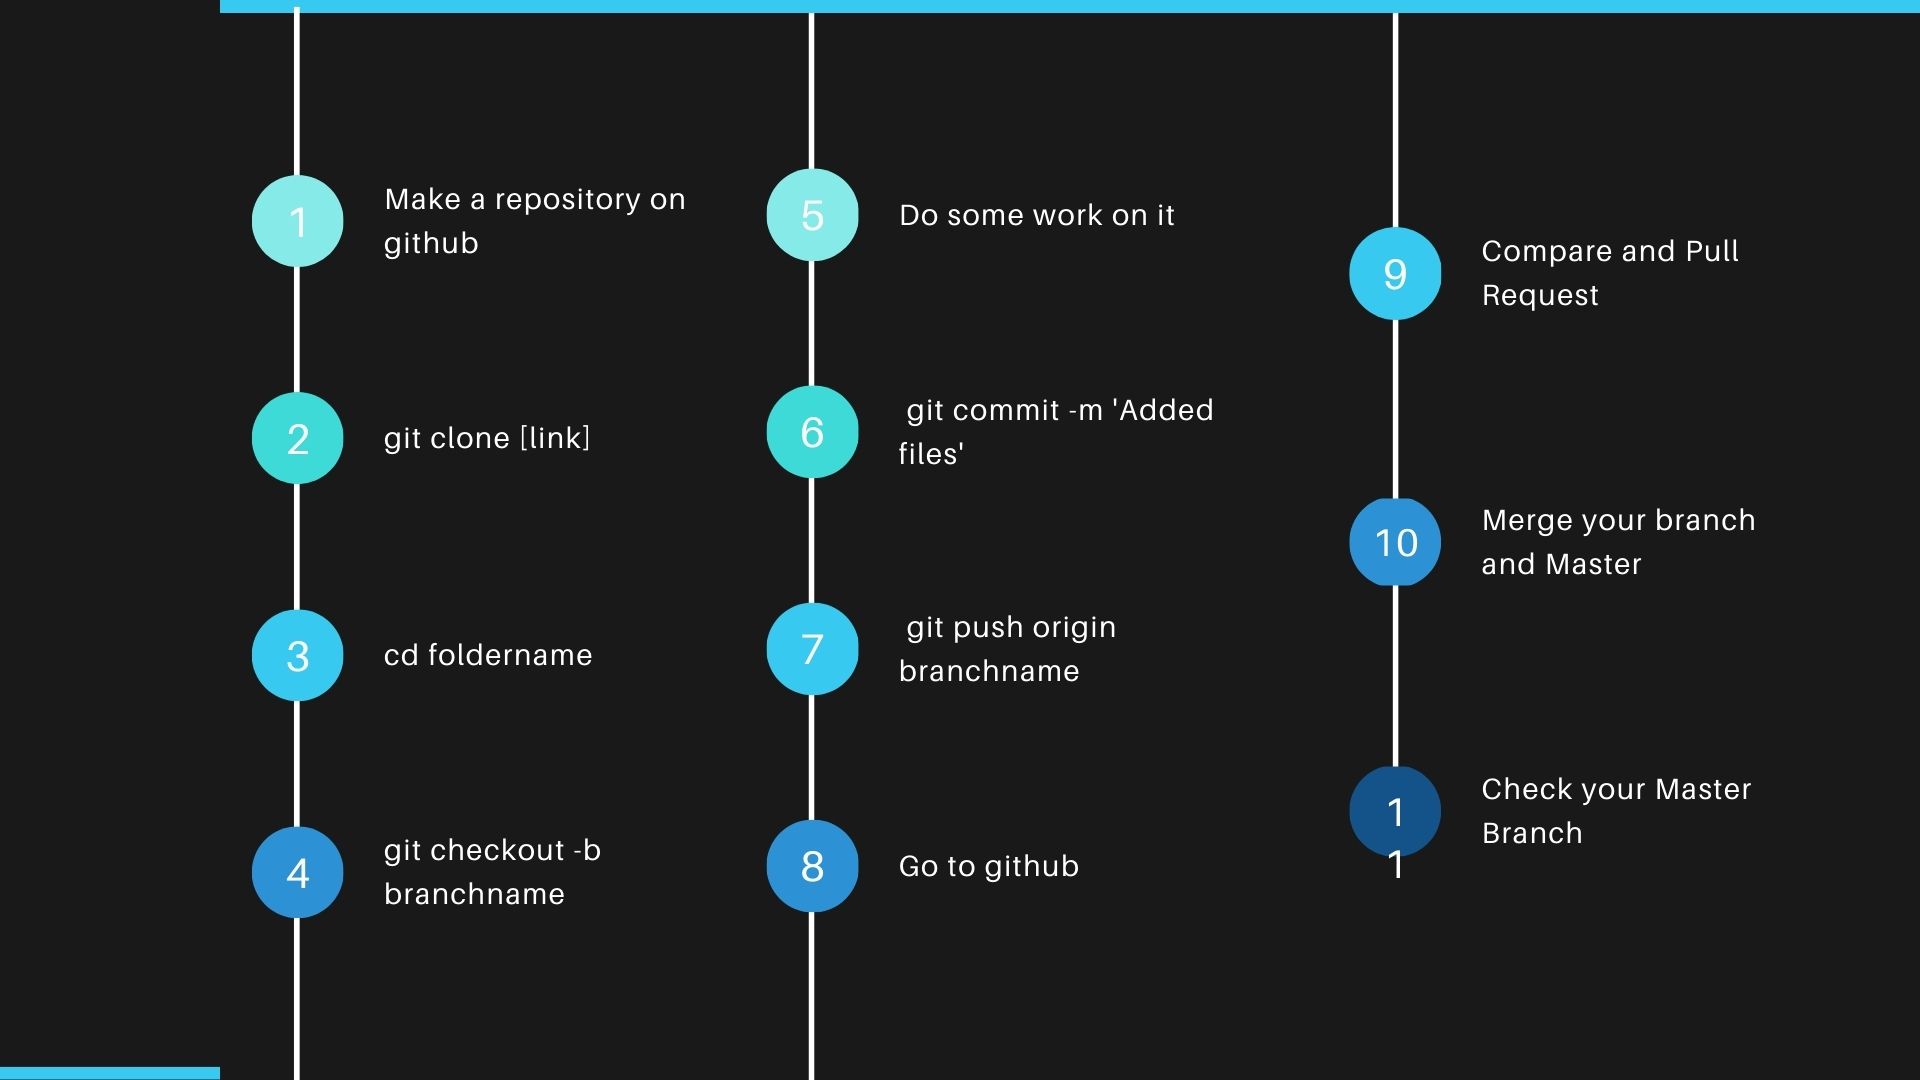 1
Make a repository on
github
2
git clone [link]
3
cd foldername
4
git checkout -b
branchname
5
Do some work on it
6
git commit -m 'Added
files'
7
git push origin
branchname
8
Go to github
9
Compare and Pull
Request
10
Merge your branch
and Master
1
1
Check your Master
Branch